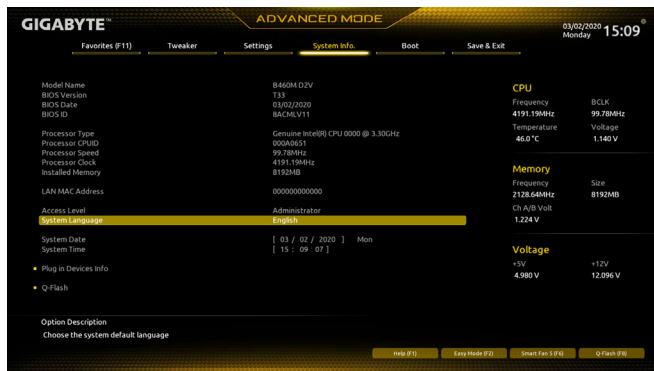 GIGABYTE™
ADVANCED MODE
03/02/2020
Monday
15:09
Favorites (F11) Tweaker Settings System Info. Boot Save & Exit
Model Name B460M D2V
BIOS Version T33
BIOS Date 03/02/2020
BIOS ID 8ACMLV11
Processor Type Genuine Intel(R) CPU 0000 @ 3.30GHz
Processor CPUID 000A0651
Processor Speed 99.78MHz
Processor Clock 4191.19MHz
Installed Memory 8192MB
LAN MAC Address 000000000000
Access Level Administrator
System Language English
System Date [ 03 / 02 / 2020 ] Mon
System Time [ 15 : 09 : 07 ]
Plug in Devices Info
Q-Flash
CPU
Frequency BCLK
4191.19MHz 99.78MHz
Temperature Voltage
46.0 °C 1.140 V
Memory
Frequency Size
2128.64MHz 8192MB
Ch A/B Volt
1.224 V
Voltage
+5V +12V
4.980 V 12.096 V
Option Description
Choose the system default language
Help (F1) Easy Mode (F2) Smart Fan 5 (F6) Q-Flash (F8)